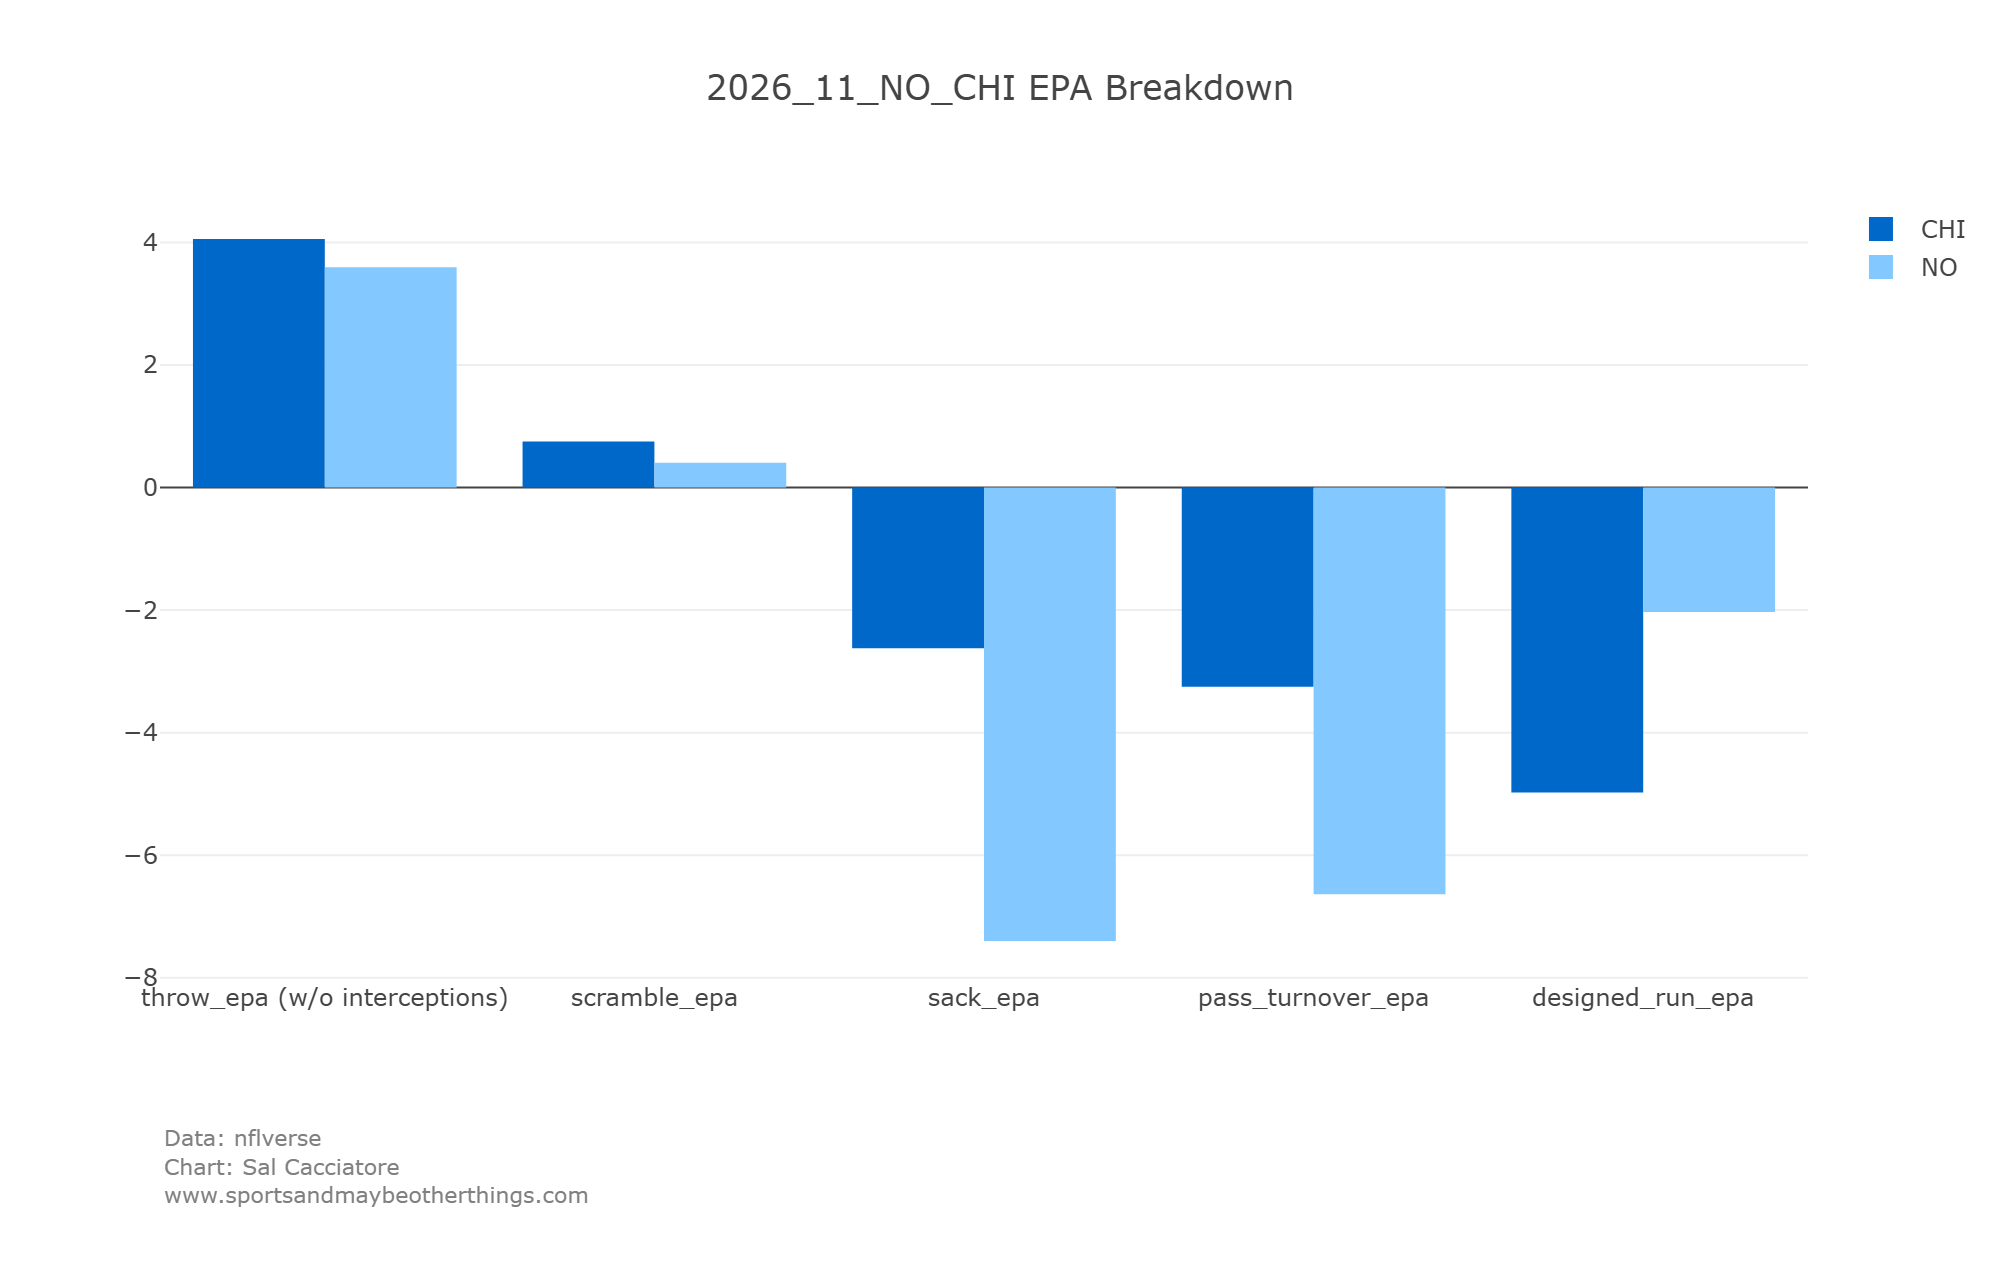 2026_11_NO_CHI EPA Breakdown
CHI
NO
4
2
0
−2
−4
−6
−8
throw_epa (w/o interceptions)
scramble_epa
sack_epa
pass_turnover_epa
designed_run_epa
Data: nflverse
Chart: Sal Cacciatore
www.sportsandmaybeotherthings.com